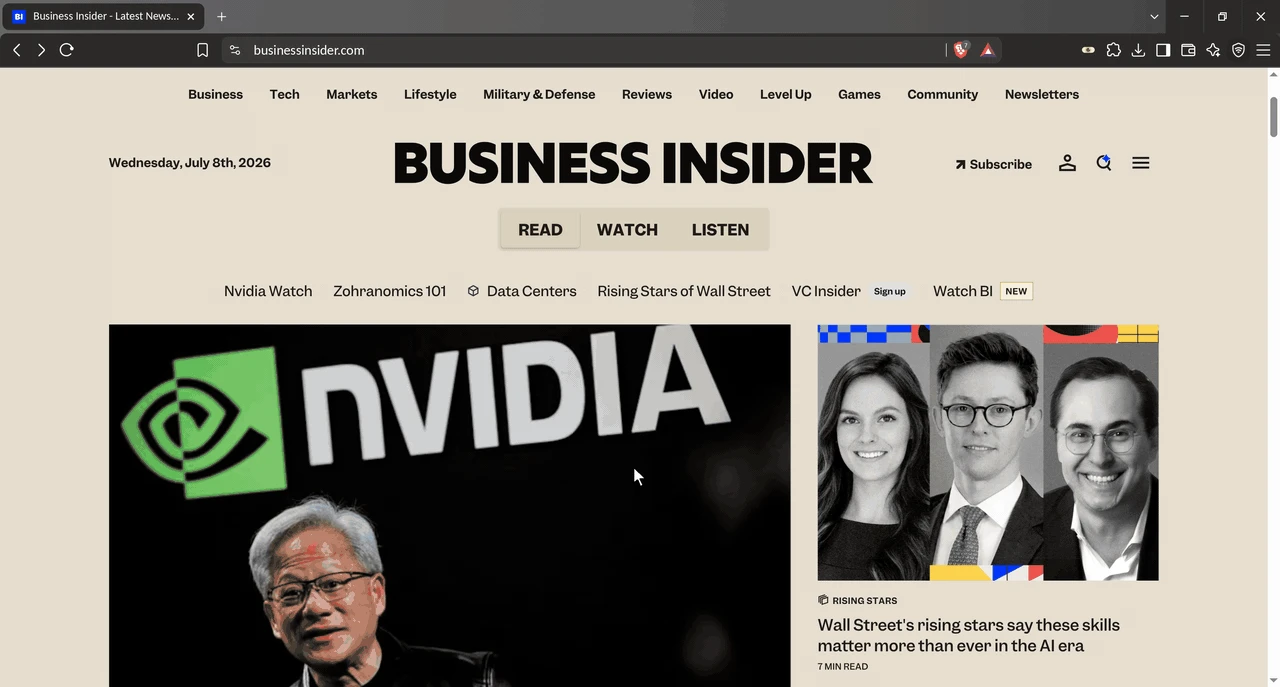 Business Insider - Latest News...
businessinsider.com
Business Tech Markets Lifestyle Military & Defense Reviews Video Level Up Games Community Newsletters
Wednesday, July 8th, 2026
BUSINESS INSIDER
Subscribe
READ WATCH LISTEN
Nvidia Watch Zohranomics 101 Data Centers Rising Stars of Wall Street VC Insider Sign up Watch BI NEW
NVIDIA
RISING STARS
Wall Street's rising stars say these skills
matter more than ever in the AI era
7 MIN READ